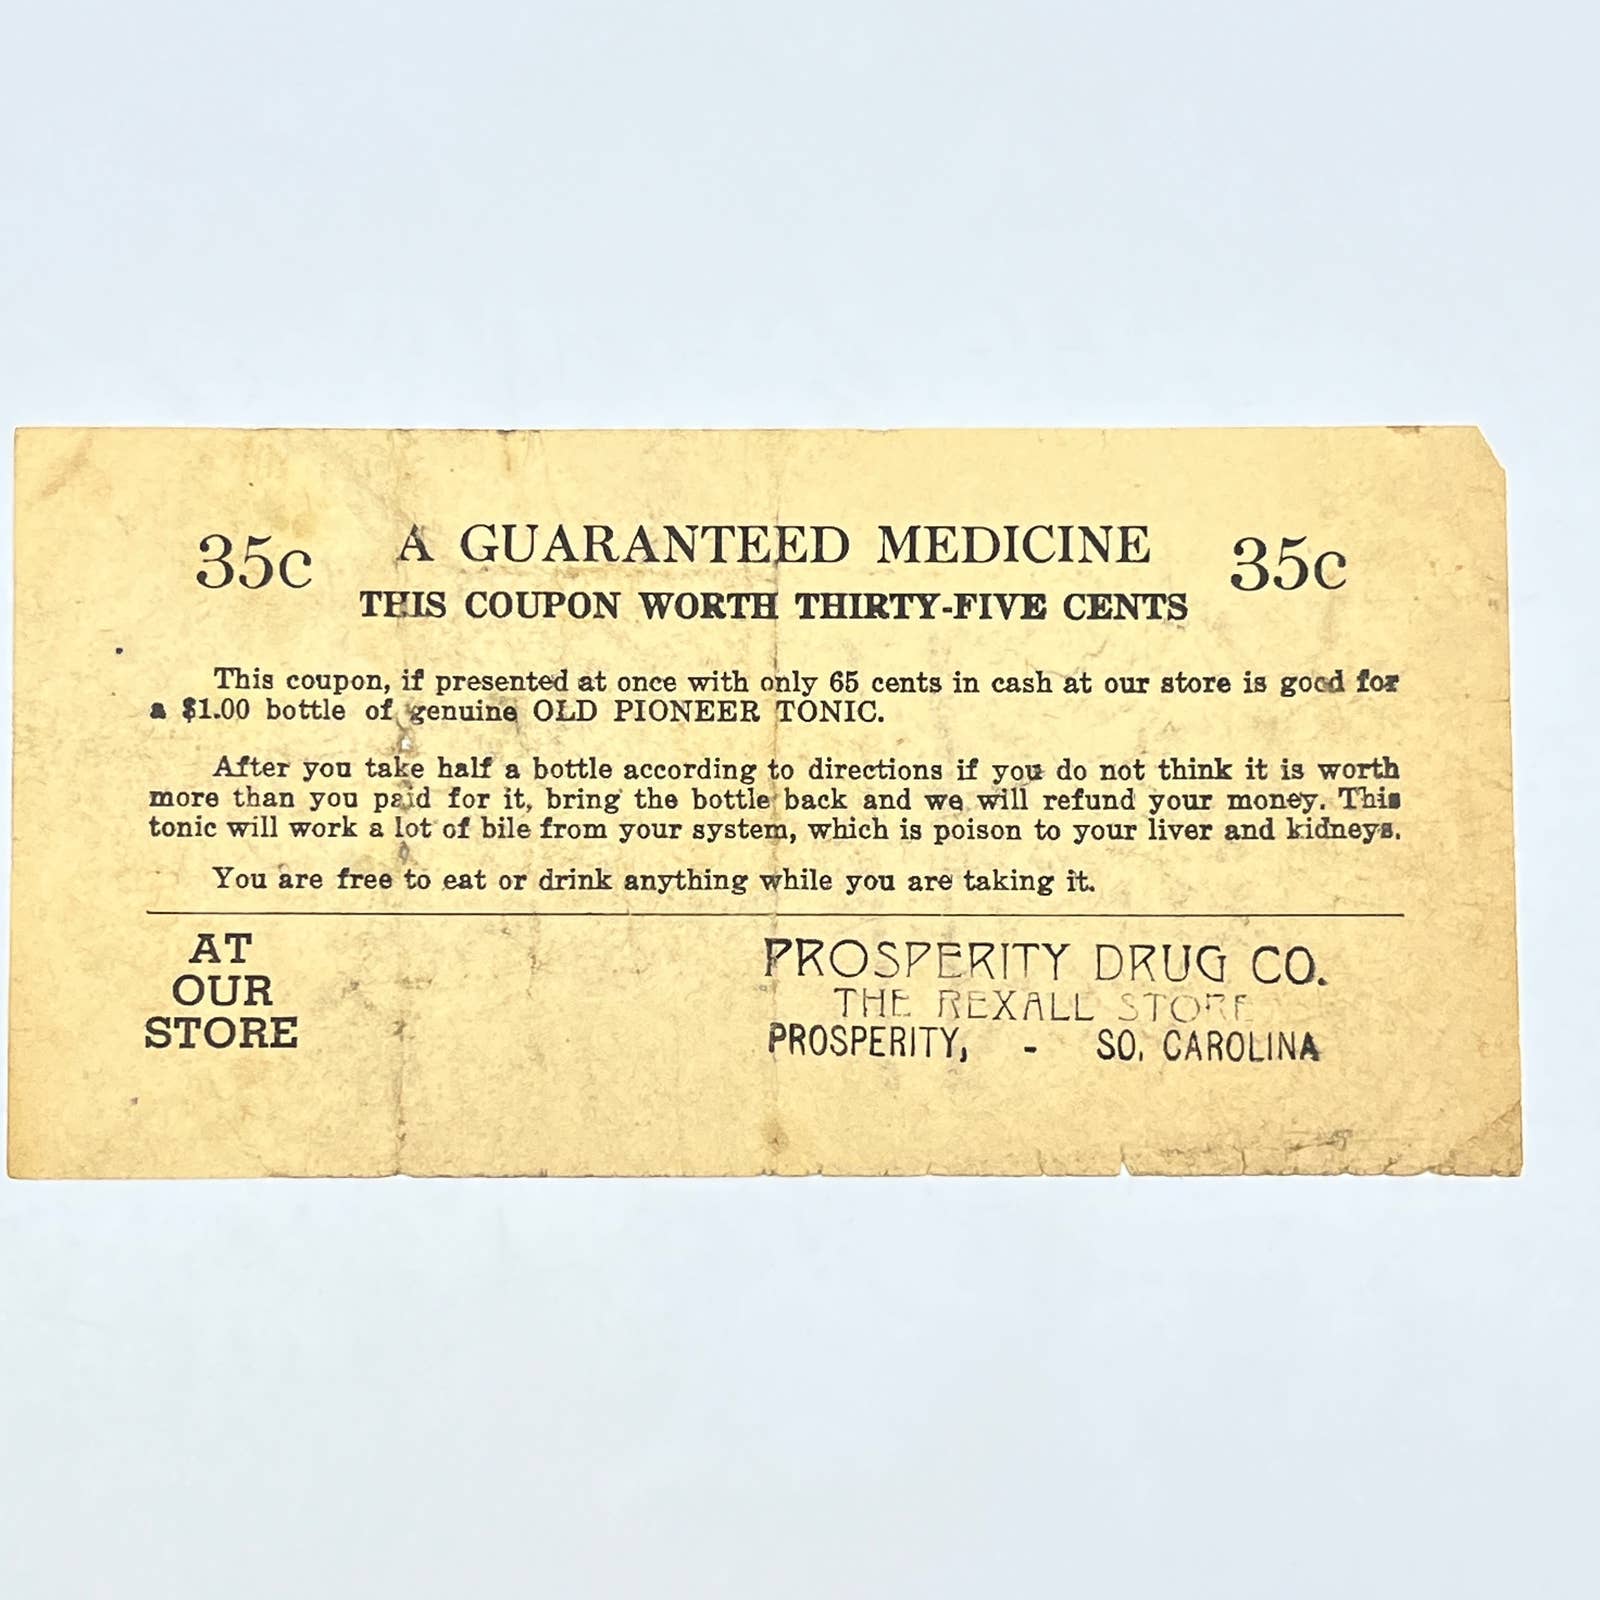 35c A GUARANTEED MEDICINE 35c
THIS COUPON WORTH THIRTY-FIVE CENTS
This coupon, if presented at once with only 65 cents in cash at our store is good for
a $1.00 bottle of genuine OLD PIONEER TONIC.
After you take half a bottle according to directions if you do not think it is worth
more than you paid for it, bring the bottle back and we will refund your money. This
tonic will work a lot of bile from your system, which is poison to your liver and kidneys.
You are free to eat or drink anything while you are taking it.
AT
OUR
STORE
PROSPERITY DRUG CO.
THE REXALL STORE
PROSPERITY, - SO. CAROLINA